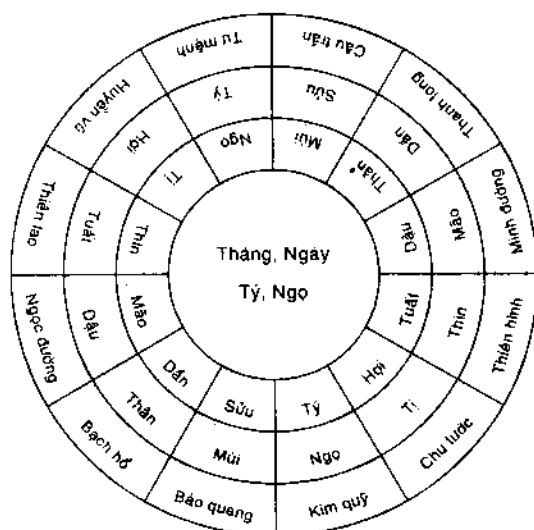 Tư mệnh
Câu trần
Thanh long
Minh đường
Thiên hình
Chu tước
Kim quỹ
Bảo quang
Bạch hổ
Ngọc đường
Thiên lao
Huyền vũ
Tý
Sửu
Dần
Mão
Thìn
Tị
Ngọ
Mùi
Thân
Dậu
Tuất
Hợi
Ngọ
Mùi
Thân
Dậu
Tuất
Hợi
Tý
Sửu
Dần
Mão
Thìn
Tị
Tháng, Ngày
Tý, Ngọ